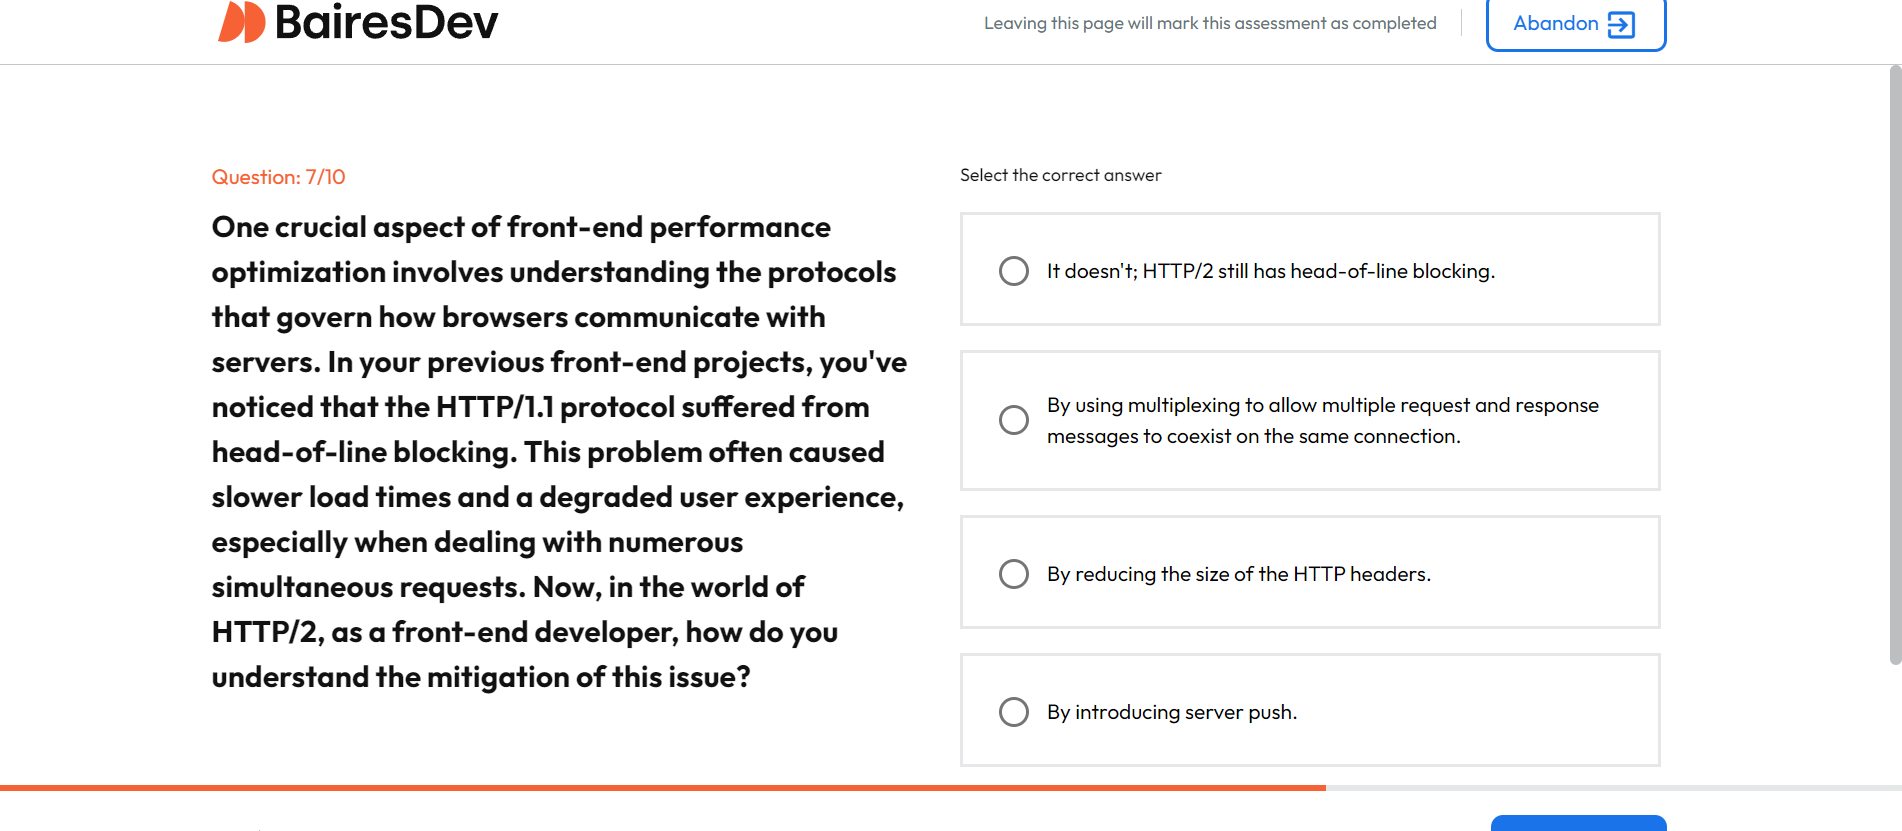 BairesDev
Leaving this page will mark this assessment as completed
Abandon
Question: 7/10
One crucial aspect of front-end performance
optimization involves understanding the protocols
that govern how browsers communicate with
servers. In your previous front-end projects, you've
noticed that the HTTP/1.1 protocol suffered from
head-of-line blocking. This problem often caused
slower load times and a degraded user experience,
especially when dealing with numerous
simultaneous requests. Now, in the world of
HTTP/2, as a front-end developer, how do you
understand the mitigation of this issue?
Select the correct answer
It doesn't; HTTP/2 still has head-of-line blocking.
By using multiplexing to allow multiple request and response
messages to coexist on the same connection.
By reducing the size of the HTTP headers.
By introducing server push.